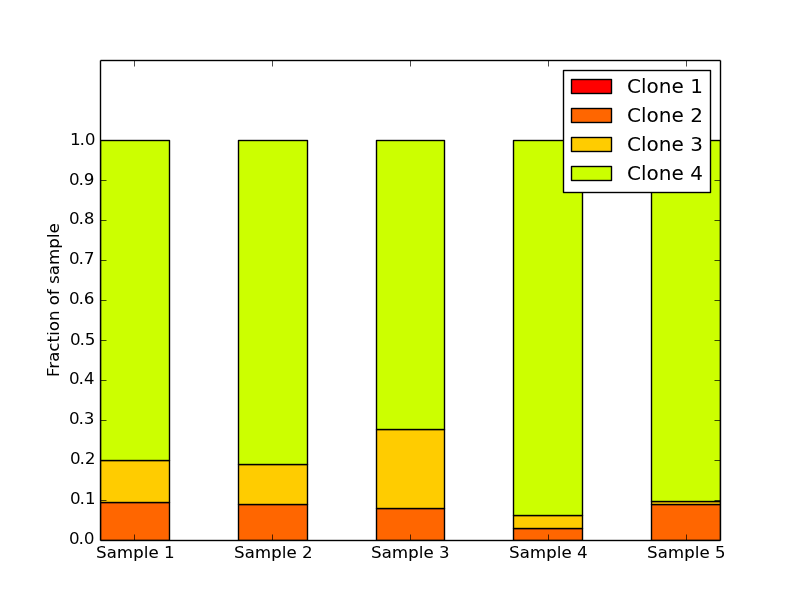 Clone 1
Clone 2
Clone 3
Clone 4
Fraction of sample
1.0
0.9
0.8
0.7
0.6
0.5
0.4
0.3
0.2
0.1
0.0
Sample 1 Sample 2 Sample 3 Sample 4 Sample 5